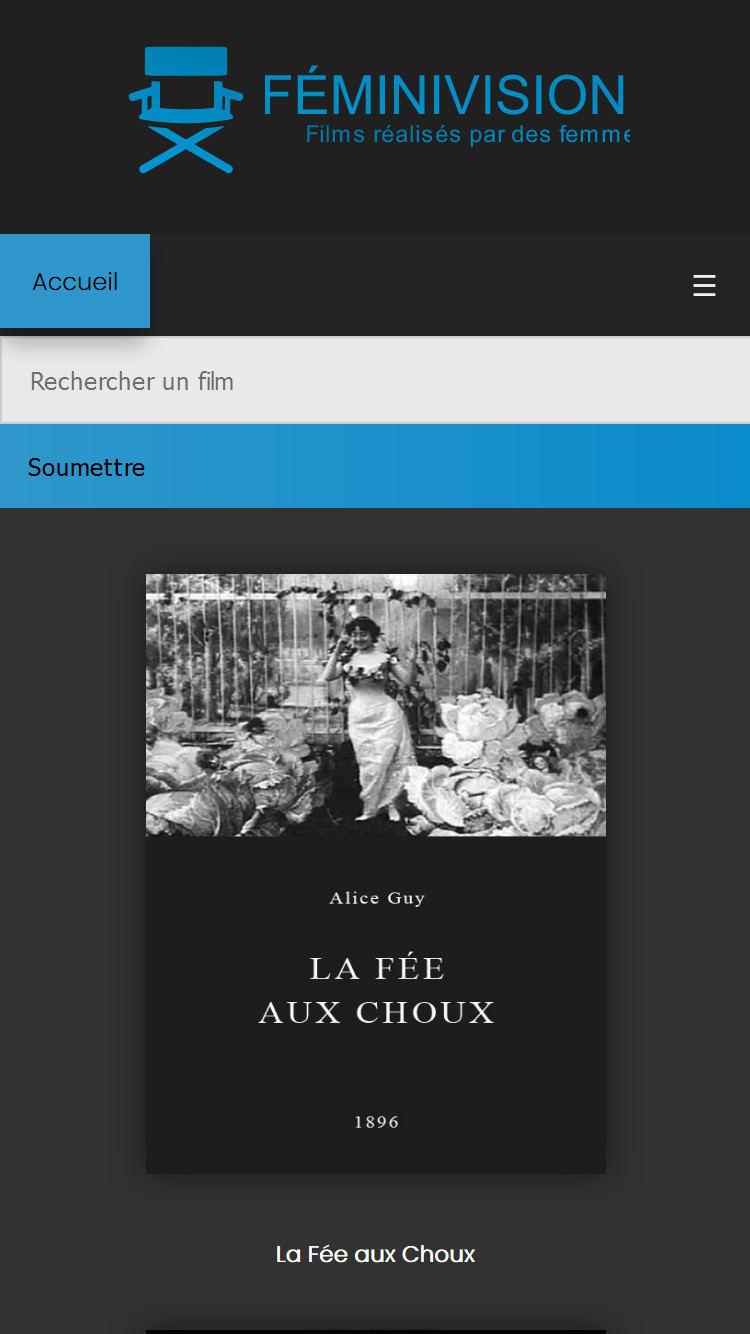 FÉMINIVISION
Films réalisés par des femme
Accueil
Rechercher un film
Soumettre
Alice Guy
LA FÉE
AUX CHOUX
1896
La Fée aux Choux